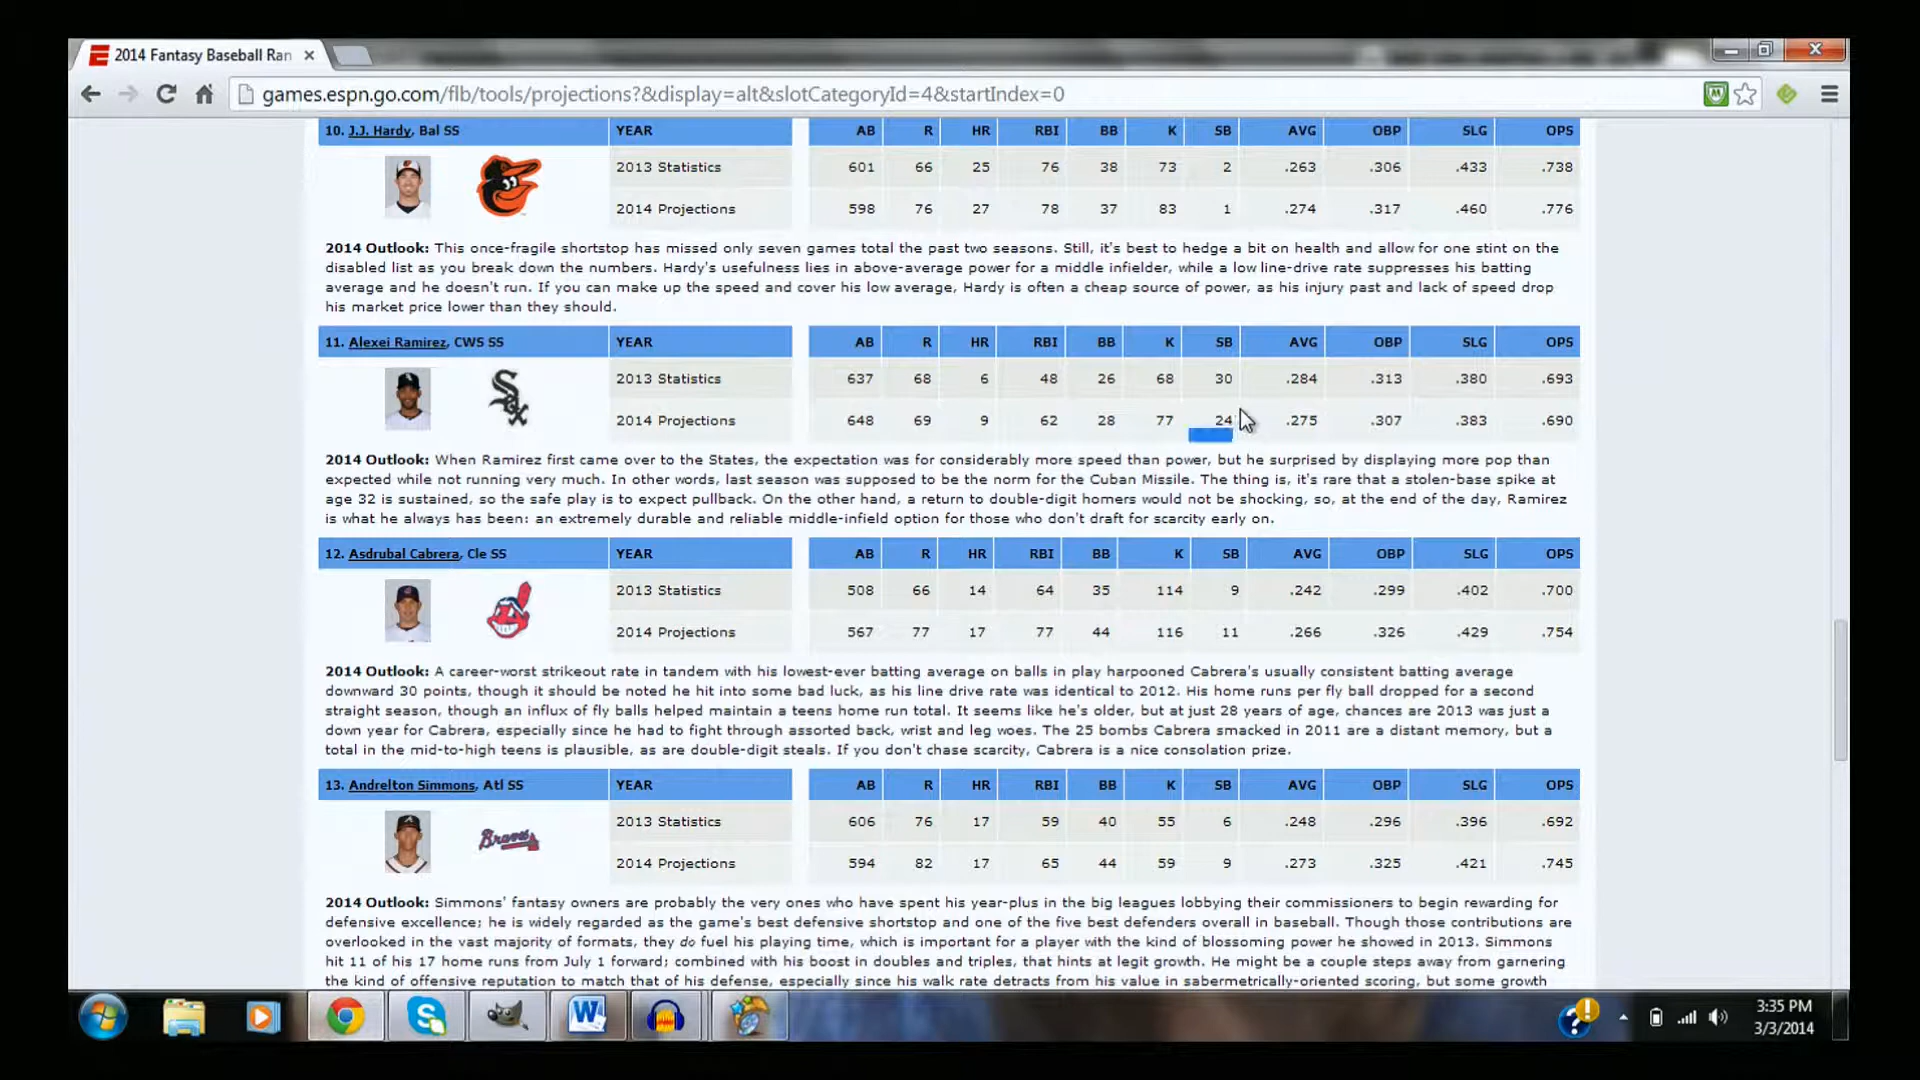 2014 Fantasy Baseball Ran
games.espn.go.com/flb/tools/projections?&display=alt&slotCategoryId=4&startIndex=0
10. J.J. Hardy, Bal SS YEAR AB R HR RBI BB K SB AVG OBP SLG OPS
2013 Statistics 601 66 25 76 38 73 2 .263 .306 .433 .738
2014 Projections 598 76 27 78 37 83 1 .274 .317 .460 .776
2014 Outlook: This once-fragile shortstop has missed only seven games total the past two seasons. Still, it's best to hedge a bit on health and allow for one stint on the
disabled list as you break down the numbers. Hardy's usefulness lies in above-average power for a middle infielder, while a low line-drive rate suppresses his batting
average and he doesn't run. If you can make up the speed and cover his low average, Hardy is often a cheap source of power, as his injury past and lack of speed drop
his market price lower than they should.
11. Alexei Ramirez, CWS SS YEAR AB R HR RBI BB K SB AVG OBP SLG OPS
2013 Statistics 637 68 6 48 26 68 30 .284 .313 .380 .693
2014 Projections 648 69 9 62 28 77 24 .275 .307 .383 .690
Sox
2014 Outlook: When Ramirez first came over to the States, the expectation was for considerably more speed than power, but he surprised by displaying more pop than
expected while not running very much. In other words, last season was supposed to be the norm for the Cuban Missile. The thing is, it's rare that a stolen-base spike at
age 32 is sustained, so the safe play is to expect pullback. On the other hand, a return to double-digit homers would not be shocking, so, at the end of the day, Ramirez
is what he always has been: an extremely durable and reliable middle-infield option for those who don't draft for scarcity early on.
12. Asdrubal Cabrera, Cle SS YEAR AB R HR RBI BB K SB AVG OBP SLG OPS
2013 Statistics 508 66 14 64 35 114 9 .242 .299 .402 .700
2014 Projections 567 77 17 77 44 116 11 .266 .326 .429 .754
2014 Outlook: A career-worst strikeout rate in tandem with his lowest-ever batting average on balls in play harpooned Cabrera's usually consistent batting average
downward 30 points, though it should be noted he hit into some bad luck, as his line drive rate was identical to 2012. His home runs per fly ball dropped for a second
straight season, though an influx of fly balls helped maintain a teens home run total. It seems like he's older, but at just 28 years of age, chances are 2013 was just a
down year for Cabrera, especially since he had to fight through assorted back, wrist and leg woes. The 25 bombs Cabrera smacked in 2011 are a distant memory, but a
total in the mid-to-high teens is plausible, as are double-digit steals. If you don't chase scarcity, Cabrera is a nice consolation prize.
13. Andrelton Simmons, Atl SS YEAR AB R HR RBI BB K SB AVG OBP SLG OPS
2013 Statistics 606 76 17 59 40 55 6 .248 .296 .396 .692
Braves
2014 Projections 594 82 17 65 44 59 9 .273 .325 .421 .745
2014 Outlook: Simmons' fantasy owners are probably the very ones who have spent his year-plus in the big leagues lobbying their commissioners to begin rewarding for
defensive excellence; he is widely regarded as the game's best defensive shortstop and one of the five best defenders overall in baseball. Though those contributions are
overlooked in the vast majority of formats, they do fuel his playing time, which is important for a player with the kind of blossoming power he showed in 2013. Simmons
hit 11 of his 17 home runs from July 1 forward; combined with his boost in doubles and triples, that hints at legit growth. He might be a couple steps away from garnering
the kind of offensive reputation to match that of his defense, especially since his walk rate detracts from his value in sabermetrically-oriented scoring, but some growth
3:35 PM
3/3/2014